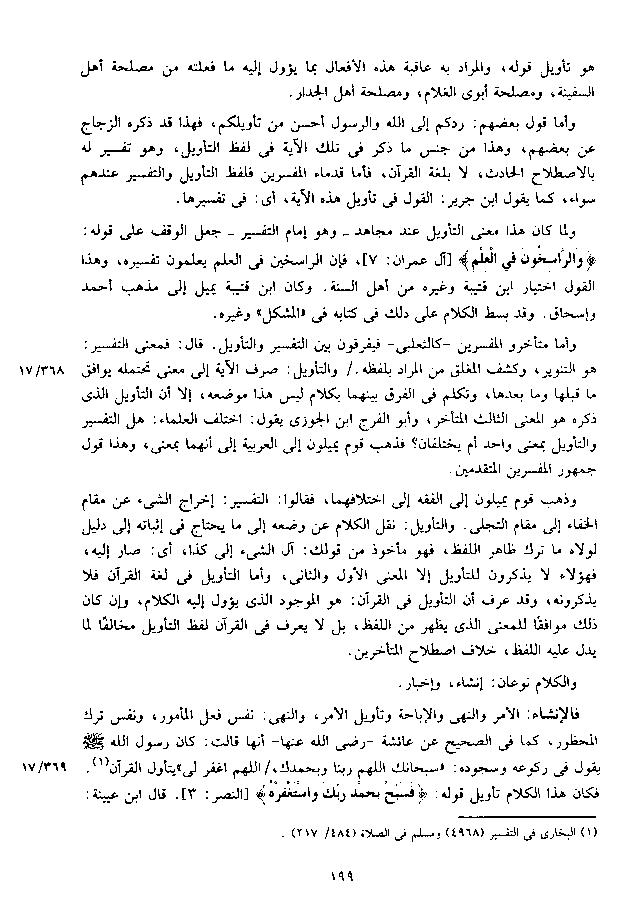 هو تأويل قوله، والمراد به عاقبة هذه الأفعال بما يؤول إليه ما فعلته من مصلحة أهل
السفينة، ومصلحة أبوى الغلام، ومصلحة أهل الجدار.
وأما قول بعضهم: ردكم إلى الله والرسول أحسن من تأويلكم، فهذا قد ذكره الزجاج
عن بعضهم، وهذا من جنس ما ذكر فى تلك الآية فى لفظ التأويل، وهو تفسير له
بالاصطلاح الحادث، لا بلغة القرآن، فأما قدماء المفسرين فلفظ التأويل والتفسير عندهم
سواء، كما يقول ابن جرير: القول فى تأويل هذه الآية، أى: فى تفسيرها.
ولما كان هذا معنى التأويل عند مجاهد ـ وهو إمام التفسير ـ جعل الوقف على قوله:
﴿وَالرَّاسِخُونَ فِي الْعِلْمِ﴾ [آل عمران: ٧]، فإن الراسخين فى العلم يعلمون تفسيره، وهذا
القول اختيار ابن قتيبة وغيره من أهل السنة. وكان ابن قتيبة يميل إلى مذهب أحمد
وإسحاق. وقد بسط الكلام على ذلك فى كتابه فى «المشكل» وغيره.
وأما متأخرو المفسرين -كالثعلبى- فيفرقون بين التفسير والتأويل. قال: فمعنى التفسير:
١٧/٣٦٨ هو التنوير، وكشف المغلق من المراد بلفظه./ والتأويل: صرف الآية إلى معنى تحتمله يوافق
ما قبلها وما بعدها، وتكلم فى الفرق بينهما بكلام ليس هذا موضعه، إلا أن التأويل الذى
ذكره هو المعنى الثالث المتأخر، وأبو الفرج ابن الجوزى يقول: اختلف العلماء: هل التفسير
والتأويل بمعنى واحد أم يختلفان؟ فذهب قوم يميلون إلى العربية إلى أنهما بمعنى، وهذا قول
جمهور المفسرين المتقدمين.
وذهب قوم يميلون إلى الفقه إلى اختلافهما، فقالوا: التفسير: إخراج الشىء عن مقام
الخفاء إلى مقام التجلى. والتأويل: نقل الكلام عن وضعه إلى ما يحتاج فى إثباته إلى دليل
لولاه ما ترك ظاهر اللفظ، فهو مأخوذ من قولك: آل الشىء إلى كذا، أى: صار إليه،
فهؤلاء لا يذكرون للتأويل إلا المعنى الأول والثانى، وأما التأويل فى لغة القرآن فلا
يذكرونه، وقد عرف أن التأويل فى القرآن: هو الموجود الذى يؤول إليه الكلام، وإن كان
ذلك موافقًا للمعنى الذى يظهر من اللفظ، بل لا يعرف فى القرآن لفظ التأويل مخالفًا لما
يدل عليه اللفظ، خلاف اصطلاح المتأخرين.
والكلام نوعان: إنشاء، وإخبار.
فالإنشاء: الأمر والنهى والإباحة وتأويل الأمر، والنهى: نفس فعل المأمور، ونفس ترك
المحظور، كما فى الصحيح عن عائشة -رضى الله عنها- أنها قالت: كان رسول الله ﷺ
١٧/٣٦٩ يقول فى ركوعه وسجوده: «سبحانك اللهم ربنا وبحمدك،/ اللهم اغفر لى»يتأول القرآن(١).
فكان هذا الكلام تأويل قوله: ﴿فَسَبِّحْ بِحَمْدِ رَبِّكَ وَاسْتَغْفِرْهُ﴾ [النصر: ٣]. قال ابن عيينة:
(١) البخارى فى التفسير (٤٩٦٨) ومسلم فى الصلاة (٤٨٤/ ٢١٧) .
١٩٩